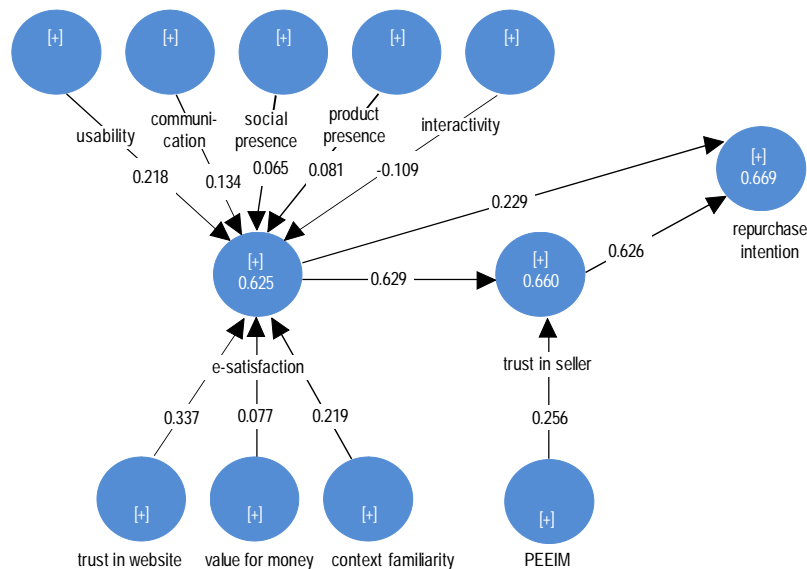 [+]
[+]
[+]
[+]
[+]
usability
communi-
cation
social
presence
product
presence
interactivity
0.218
0.134
0.065
0.081
-0.109
[+]
0.669
repurchase
intention
0.229
[+]
0.625
0.629
[+]
0.660
0.626
e-satisfaction
trust in seller
0.337
0.077
0.219
0.256
[+]
[+]
[+]
[+]
trust in website
value for money
context familiarity
PEEIM